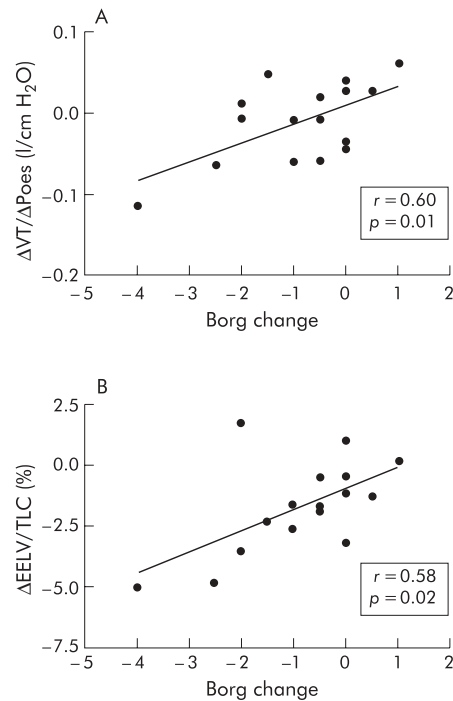 A
0.1
0.0
−0.1
−0.2
ΔVT/ΔPoes (l/cm H₂O)
r = 0.60
p = 0.01
−5 −4 −3 −2 −1 0 1 2
Borg change
B
2.5
0.0
−2.5
−5.0
−7.5
ΔEELV/TLC (%)
r = 0.58
p = 0.02
−5 −4 −3 −2 −1 0 1 2
Borg change